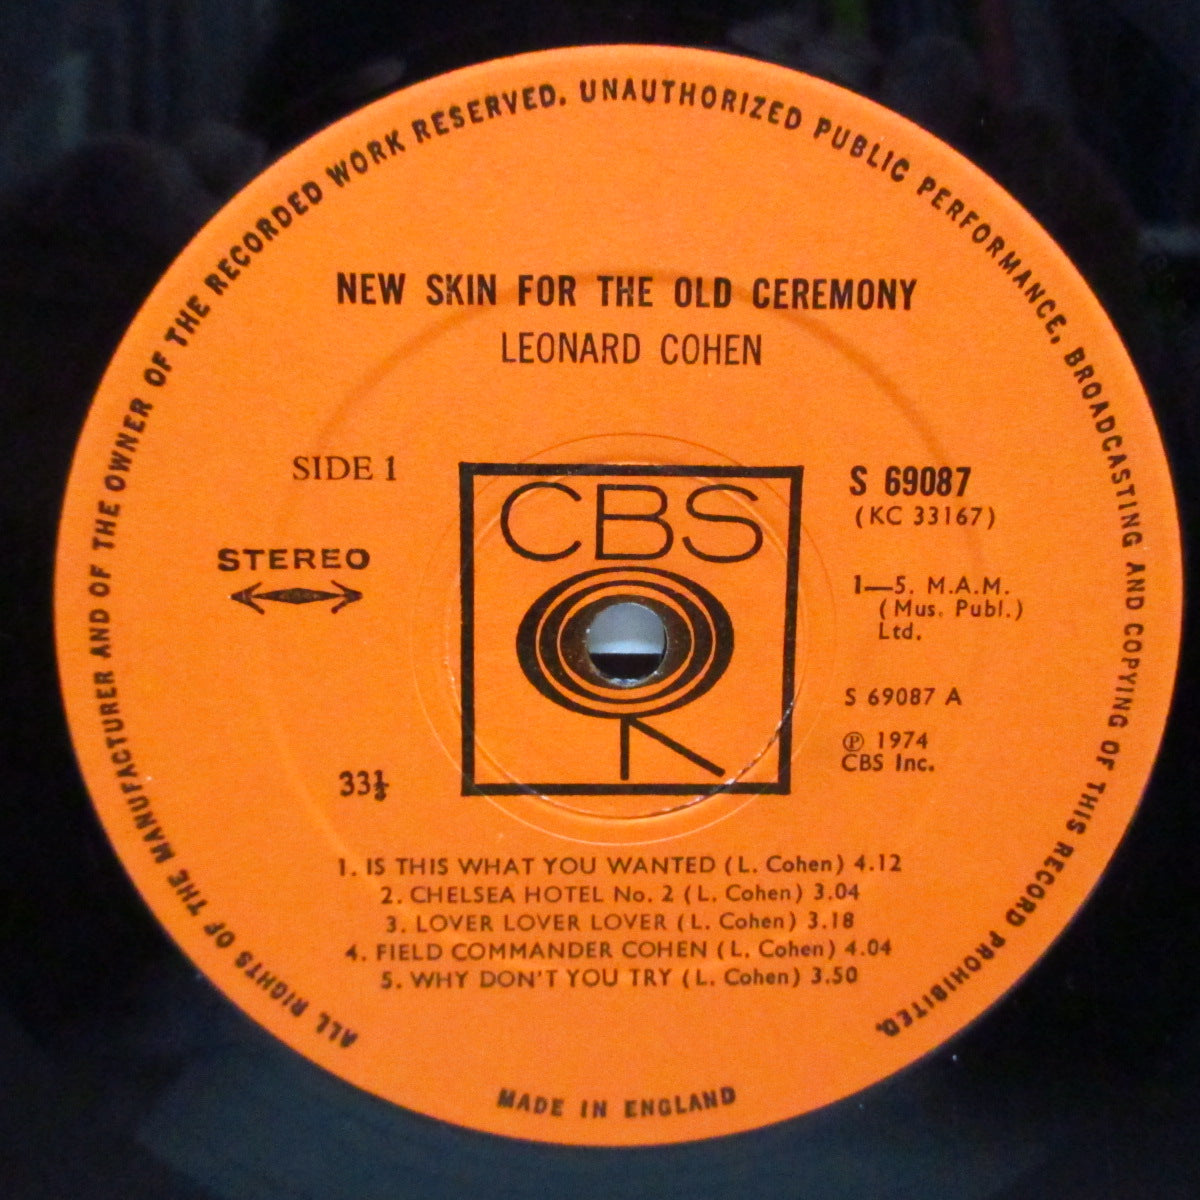 ALL RIGHTS OF THE MANUFACTURER AND OF THE OWNER OF THE RECORDED WORK RESERVED. UNAUTHORIZED PUBLIC PERFORMANCE, BROADCASTING AND COPYING OF THIS RECORD PROHIBITED.
NEW SKIN FOR THE OLD CEREMONY
LEONARD COHEN
SIDE 1
STEREO
33⅓
CBS
S 69087
(KC 33167)
1—5. M.A.M.
(Mus. Publ.)
Ltd.
S 69087 A
℗ 1974
CBS Inc.
1. IS THIS WHAT YOU WANTED (L. Cohen) 4.12
2. CHELSEA HOTEL No. 2 (L. Cohen) 3.04
3. LOVER LOVER LOVER (L. Cohen) 3.18
4. FIELD COMMANDER COHEN (L. Cohen) 4.04
5. WHY DON'T YOU TRY (L. Cohen) 3.50
MADE IN ENGLAND